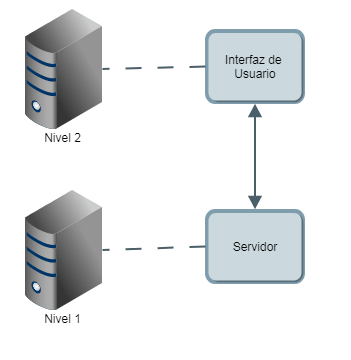 Interfaz de
Usuario
Nivel 2
Servidor
Nivel 1